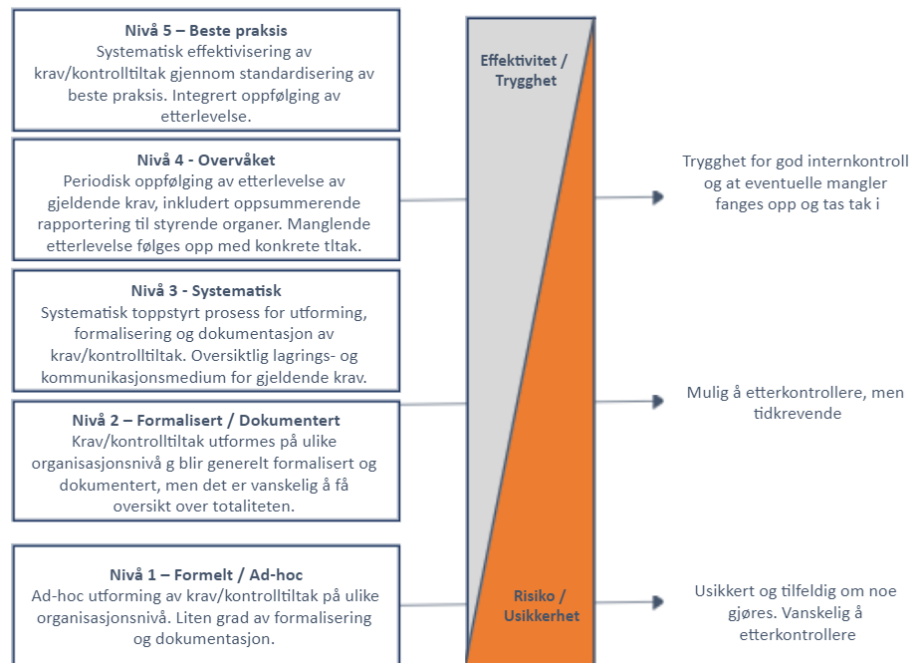 Nivå 5 – Beste praksis
Systematisk effektivisering av
krav/kontrolltiltak gjennom standardisering av
beste praksis. Integrert oppfølging av
etterlevelse.
Nivå 4 - Overvåket
Periodisk oppfølging av etterlevelse av
gjeldende krav, inkludert oppsummerende
rapportering til styrende organer. Manglende
etterlevelse følges opp med konkrete tltak.
Nivå 3 - Systematisk
Systematisk toppstyrt prosess for utforming,
formalisering og dokumentasjon av
krav/kontrolltiltak. Oversiktlig lagrings- og
kommunikasjonsmedium for gjeldende krav.
Nivå 2 – Formalisert / Dokumentert
Krav/kontrolltiltak utformes på ulike
organisasjonsnivå g blir generelt formalisert og
dokumentert, men det er vanskelig å få
oversikt over totaliteten.
Nivå 1 – Formelt / Ad-hoc
Ad-hoc utforming av krav/kontrolltiltak på ulike
organisasjonsnivå. Liten grad av formalisering
og dokumentasjon.
Effektivitet /
Trygghet
Risiko /
Usikkerhet
Trygghet for god internkontroll
og at eventuelle mangler
fanges opp og tas tak i
Mulig å etterkontrollere, men
tidkrevende
Usikkert og tilfeldig om noe
gjøres. Vanskelig å
etterkontrollere